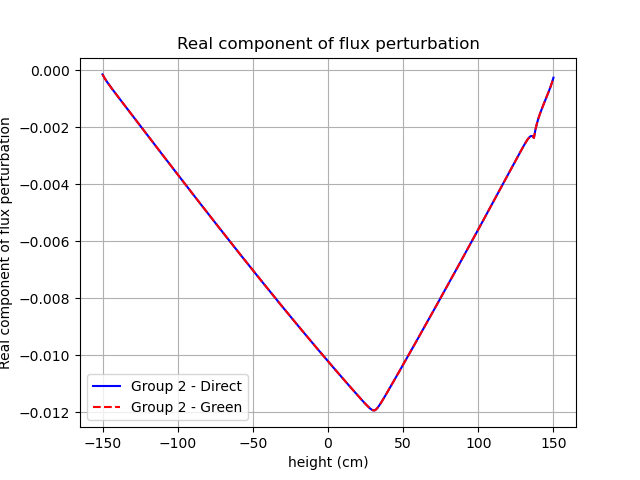 Real component of flux perturbation
Real component of flux perturbation
0.000
−0.002
−0.004
−0.006
−0.008
−0.010
−0.012
Group 2 - Direct
Group 2 - Green
−150
−100
−50
0
50
100
150
height (cm)